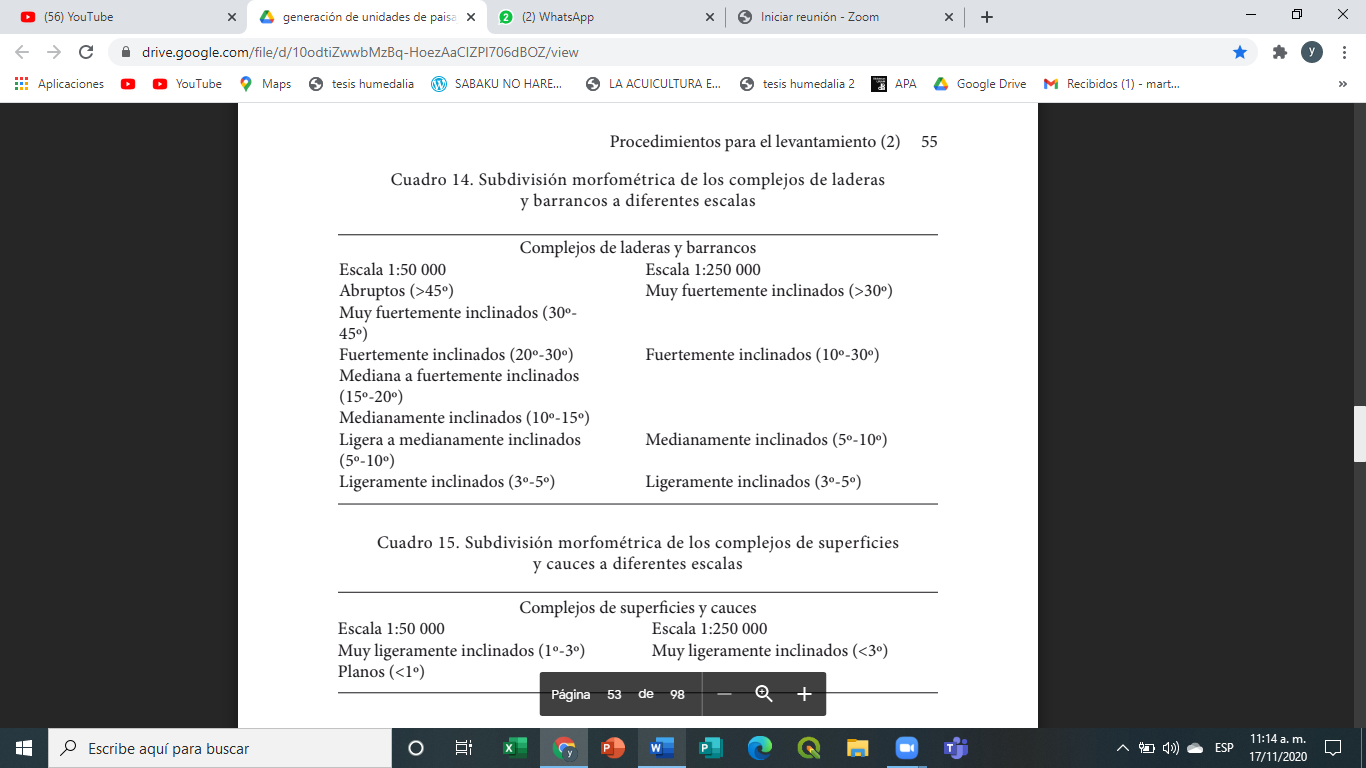 (56) YouTube
generación de unidades de paisa
(2) WhatsApp
Iniciar reunión - Zoom
drive.google.com/file/d/10odtiZwwbMzBq-HoezAaCIZPI706dBOZ/view
y
Aplicaciones
YouTube
Maps
tesis humedalia
SABAKU NO HARE...
LA ACUICULTURA E...
tesis humedalia 2
APA
Google Drive
Recibidos (1) - mart...
»
Procedimientos para el levantamiento (2) 55
Cuadro 14. Subdivisión morfométrica de los complejos de laderas
y barrancos a diferentes escalas
Complejos de laderas y barrancos
Escala 1:50 000 Escala 1:250 000
Abruptos (>45º) Muy fuertemente inclinados (>30º)
Muy fuertemente inclinados (30º-
45º)
Fuertemente inclinados (20º-30º) Fuertemente inclinados (10º-30º)
Mediana a fuertemente inclinados
(15º-20º)
Medianamente inclinados (10º-15º)
Ligera a medianamente inclinados Medianamente inclinados (5º-10º)
(5º-10º)
Ligeramente inclinados (3º-5º) Ligeramente inclinados (3º-5º)
Cuadro 15. Subdivisión morfométrica de los complejos de superficies
y cauces a diferentes escalas
Complejos de superficies y cauces
Escala 1:50 000 Escala 1:250 000
Muy ligeramente inclinados (1º-3º) Muy ligeramente inclinados (<3º)
Planos (<1º)
Página 53 de 98
Escribe aquí para buscar
ESP
11:14 a. m.
17/11/2020